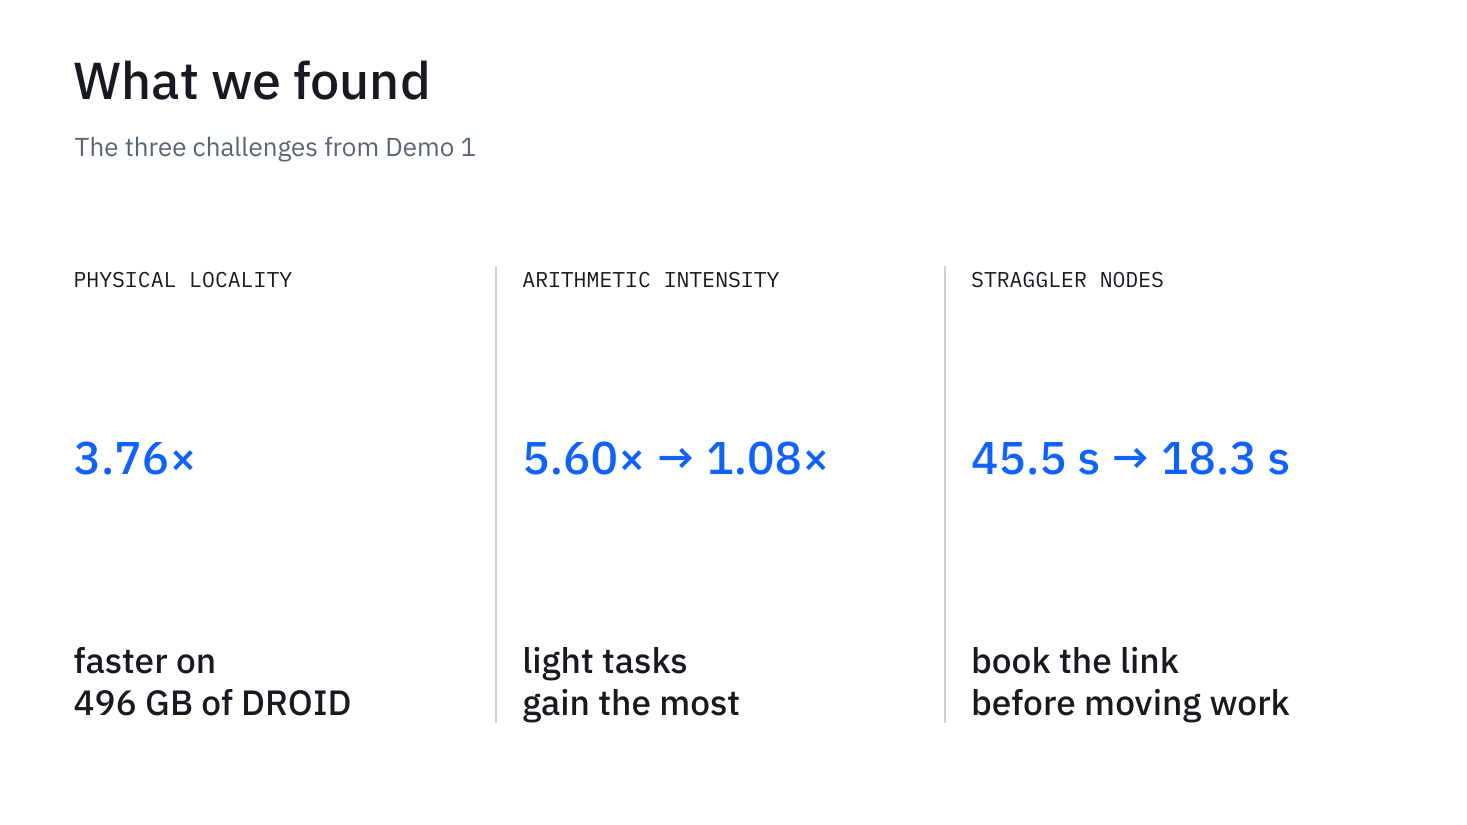 What we found
The three challenges from Demo 1
PHYSICAL LOCALITY
3.76×
faster on
496 GB of DROID
ARITHMETIC INTENSITY
5.60× → 1.08×
light tasks
gain the most
STRAGGLER NODES
45.5 s → 18.3 s
book the link
before moving work